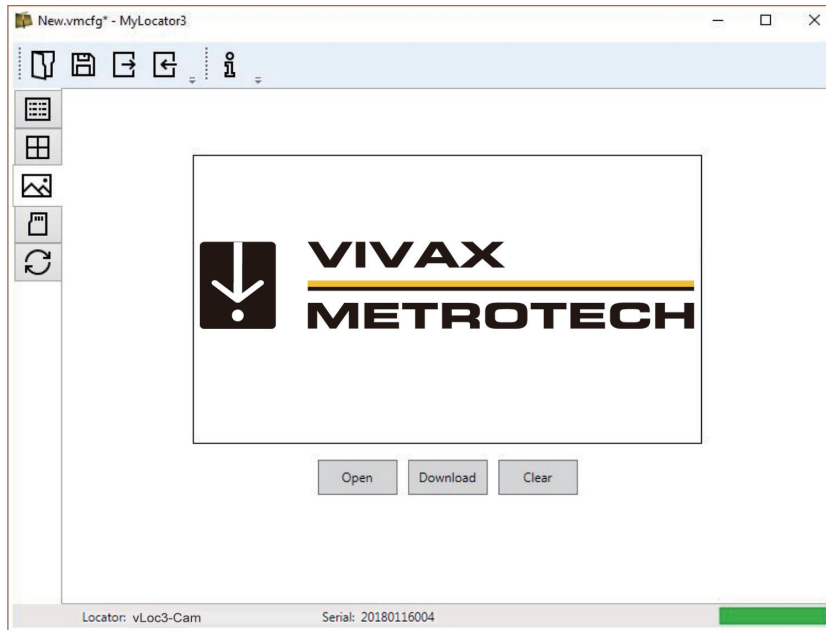 New.vmcfg* - MyLocator3
VIVAX
METROTECH
Open Download Clear
Locator: vLoc3-Cam Serial: 20180116004